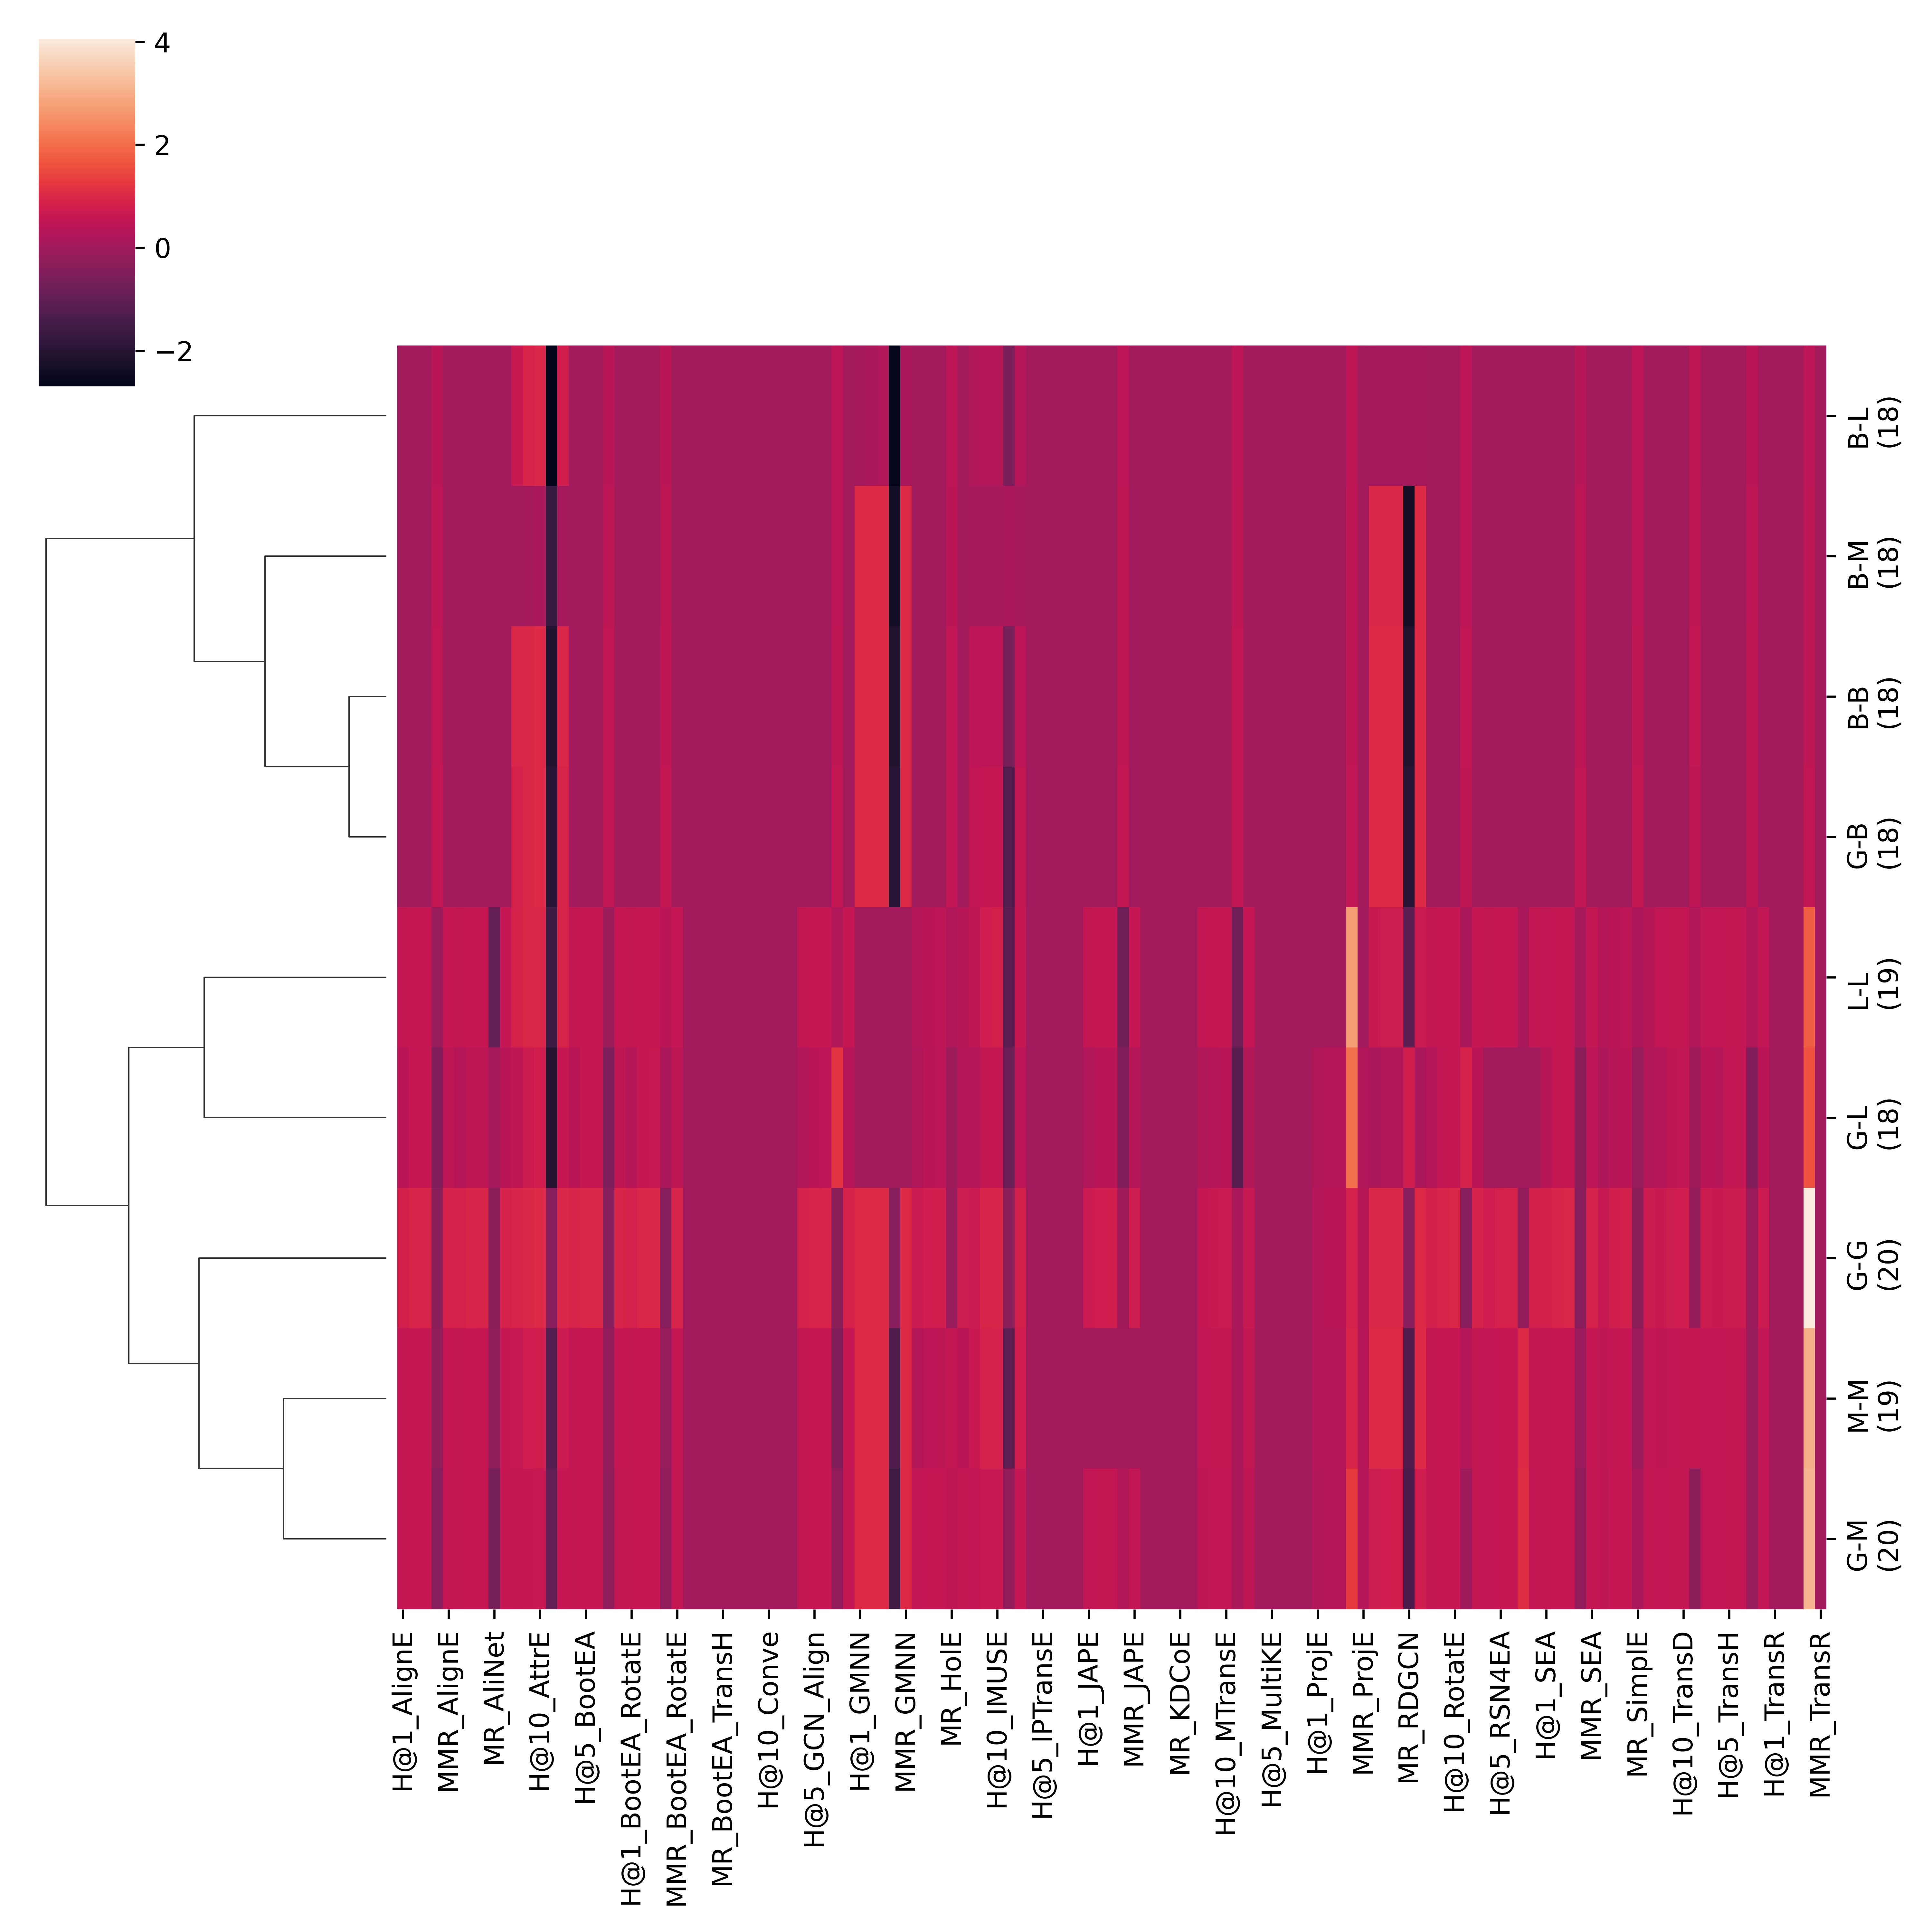 4
2
0
−2
B-L
(18)
B-M
(18)
B-B
(18)
G-B
(18)
L-L
(19)
G-L
(18)
G-G
(20)
M-M
(19)
G-M
(20)
H@1_AlignE
MMR_AlignE
MR_AliNet
H@10_AttrE
H@5_BootEA
H@1_BootEA_RotatE
MMR_BootEA_RotatE
MR_BootEA_TransH
H@10_Conve
H@5_GCN_Align
H@1_GMNN
MMR_GMNN
MR_HolE
H@10_IMUSE
H@5_IPTransE
H@1_JAPE
MMR_JAPE
MR_KDCoE
H@10_MTransE
H@5_MultiKE
H@1_ProjE
MMR_ProjE
MR_RDGCN
H@10_RotatE
H@5_RSN4EA
H@1_SEA
MMR_SEA
MR_SimplE
H@10_TransD
H@5_TransH
H@1_TransR
MMR_TransR